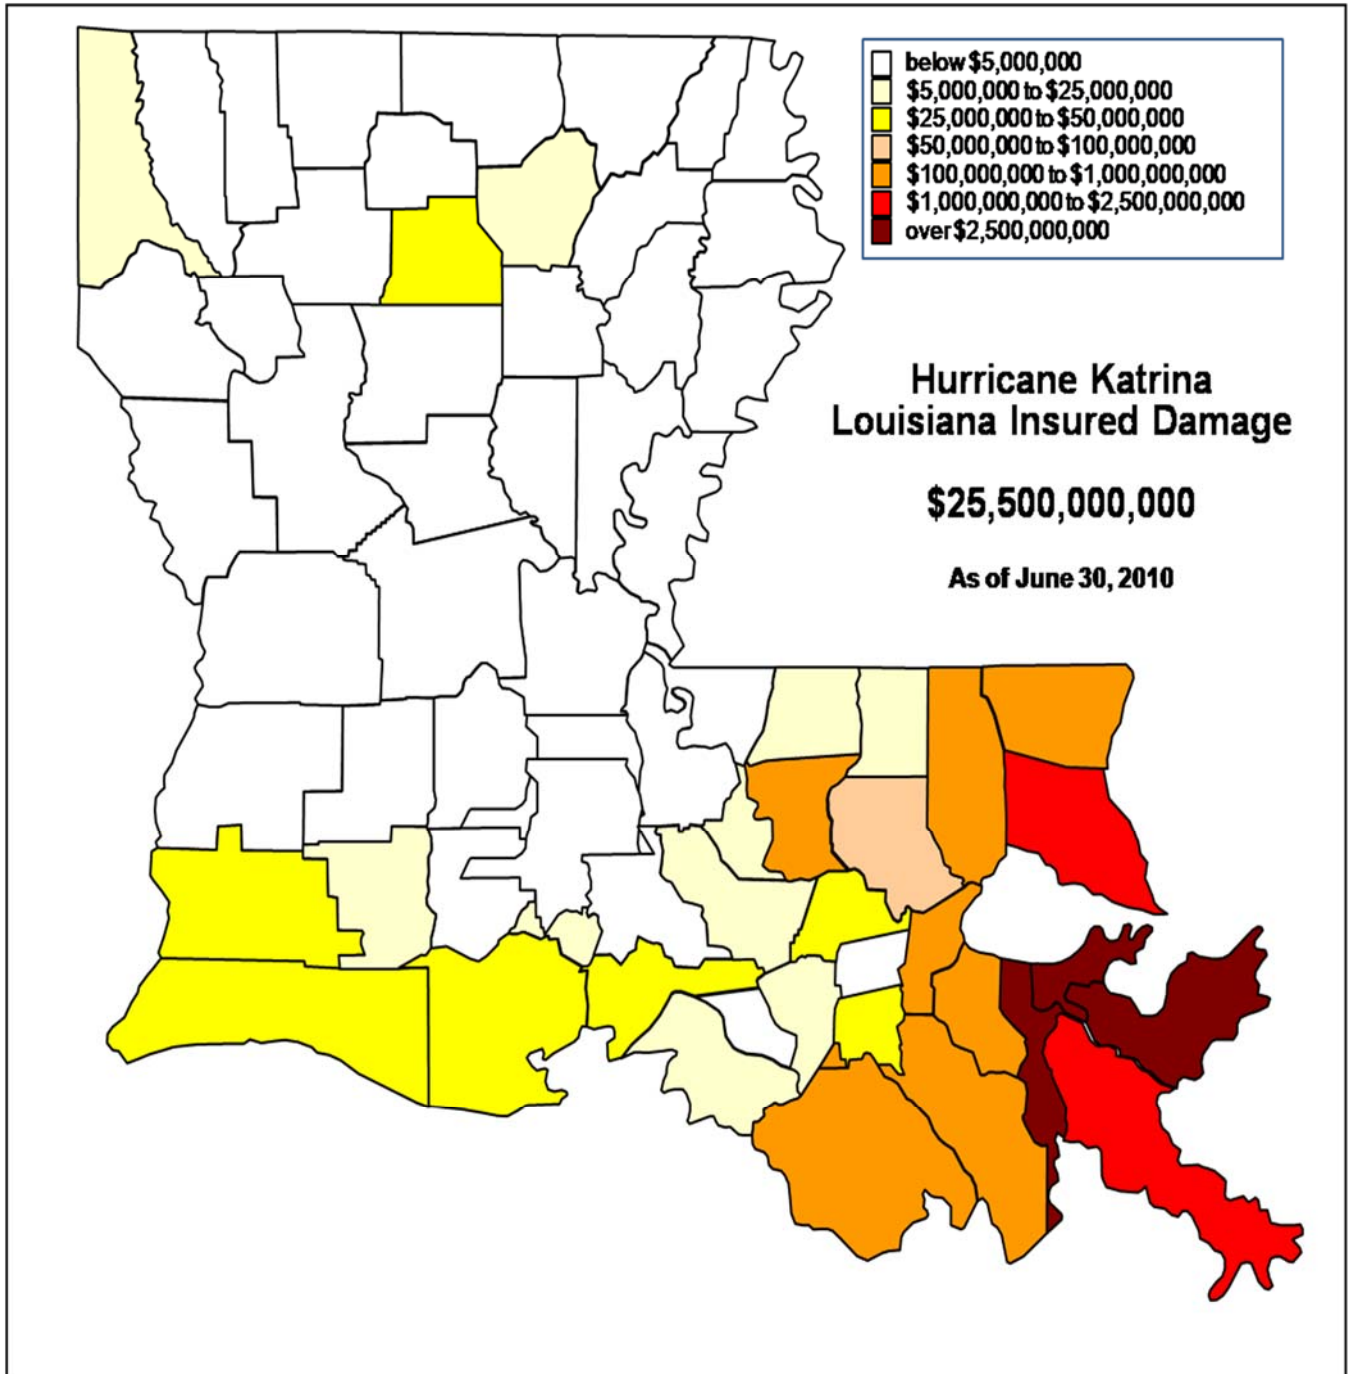 below $5,000,000
$5,000,000 to $25,000,000
$25,000,000 to $50,000,000
$50,000,000 to $100,000,000
$100,000,000 to $1,000,000,000
$1,000,000,000 to $2,500,000,000
over $2,500,000,000
Hurricane Katrina
Louisiana Insured Damage
$25,500,000,000
As of June 30, 2010